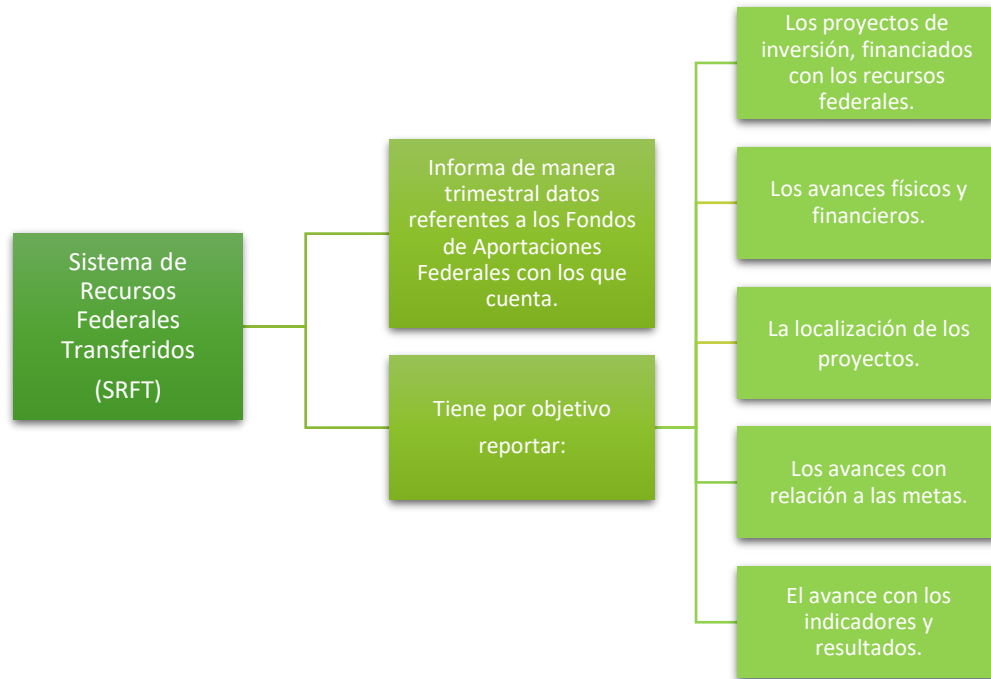 Sistema de
Recursos
Federales
Transferidos
(SRFT)
Informa de manera
trimestral datos
referentes a los Fondos
de Aportaciones
Federales con los que
cuenta.
Tiene por objetivo
reportar:
Los proyectos de
inversión, financiados
con los recursos
federales.
Los avances físicos y
financieros.
La localización de los
proyectos.
Los avances con
relación a las metas.
El avance con los
indicadores y
resultados.